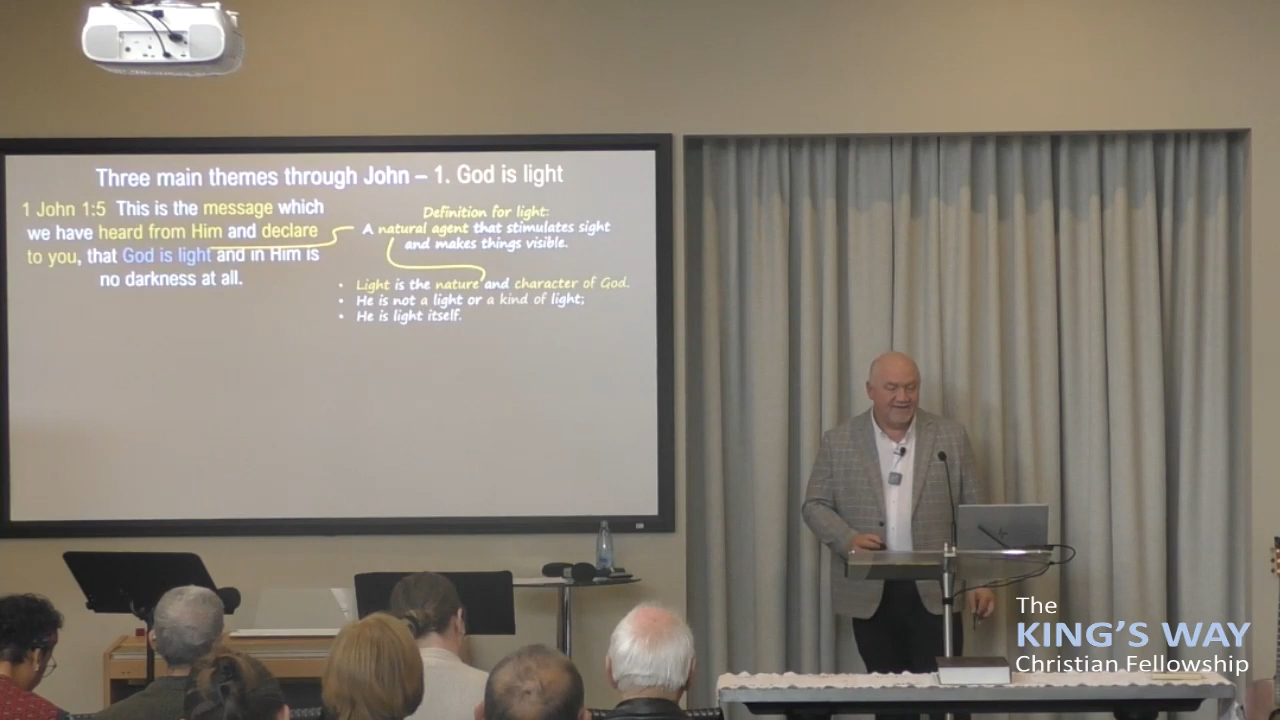 Three main themes through John – 1. God is light
1 John 1:5 This is the message which
we have heard from Him and declare
to you, that God is light and in Him is
no darkness at all.
Definition for light:
A natural agent that stimulates sight
and makes things visible.
• Light is the nature and character of God.
• He is not a light or a kind of light;
• He is light itself.
The
KING'S WAY
Christian Fellowship